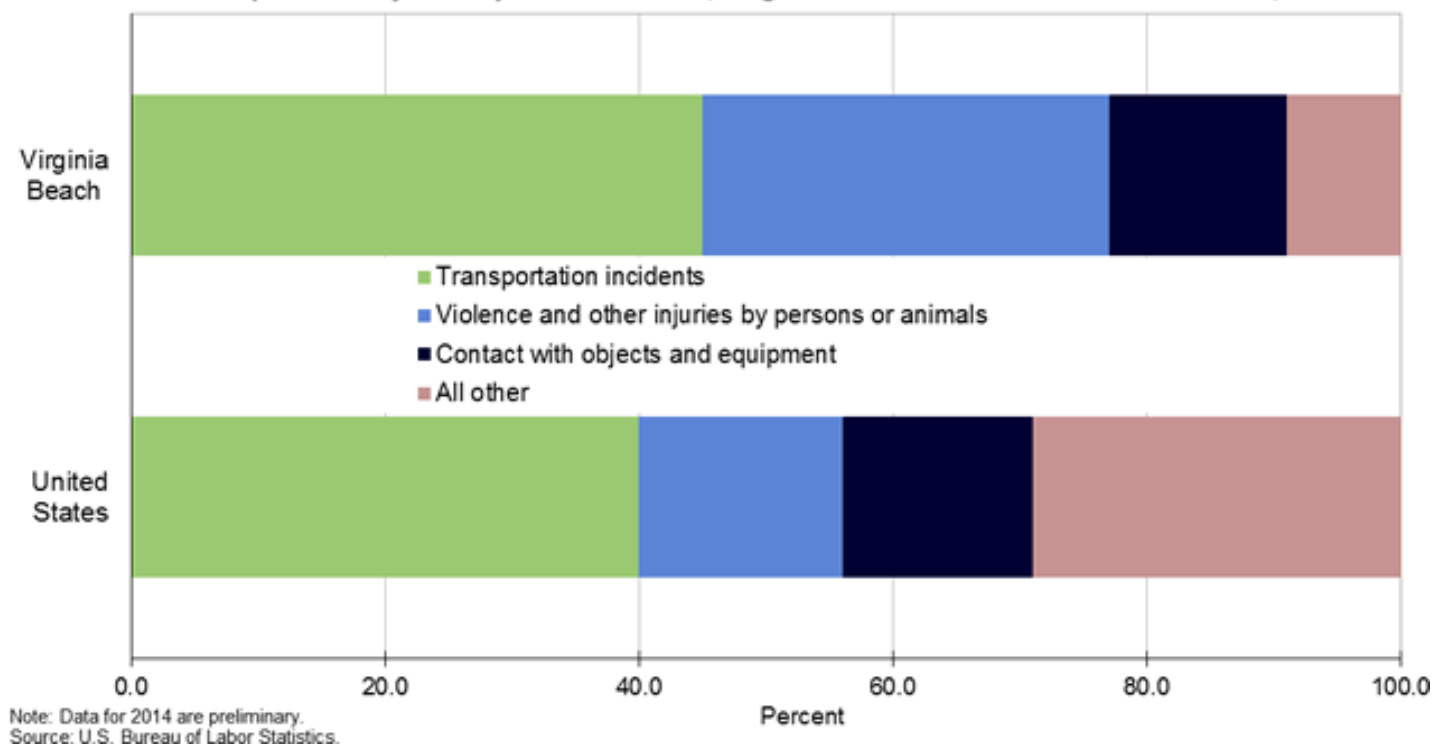 Virginia
Beach
Transportation incidents
Violence and other injuries by persons or animals
Contact with objects and equipment
All other
United
States
0.0 20.0 40.0 60.0 80.0 100.0
Percent
Note: Data for 2014 are preliminary.
Source: U.S. Bureau of Labor Statistics.